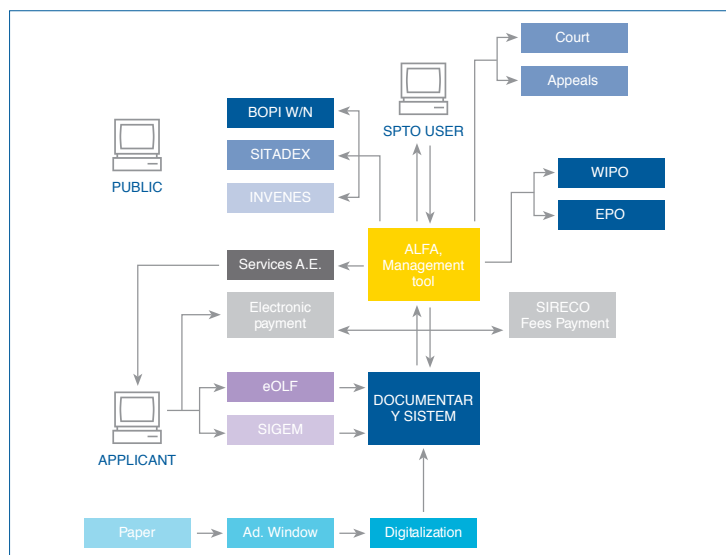 Court
Appeals
BOPI W/N
SPTO USER
SITADEX
PUBLIC
INVENES
WIPO
EPO
ALFA,
Management
tool
Services A.E.
Electronic
payment
SIRECO
Fees Payment
eOLF
DOCUMENTAR
Y SISTEM
SIGEM
APPLICANT
Paper
Ad. Window
Digitalization